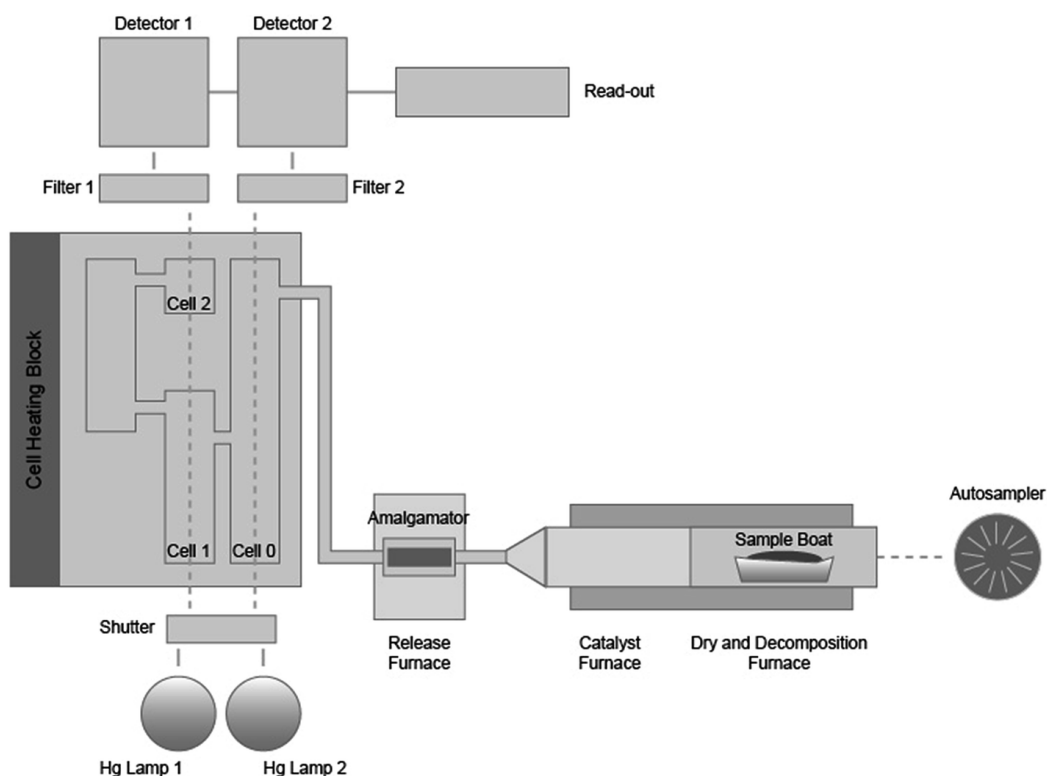 Detector 1
Detector 2
Read-out
Filter 1
Filter 2
Cell Heating Block
Cell 2
Cell 1
Cell 0
Amalgamator
Sample Boat
Autosampler
Shutter
Release
Furnace
Catalyst
Furnace
Dry and Decomposition
Furnace
Hg Lamp 1
Hg Lamp 2